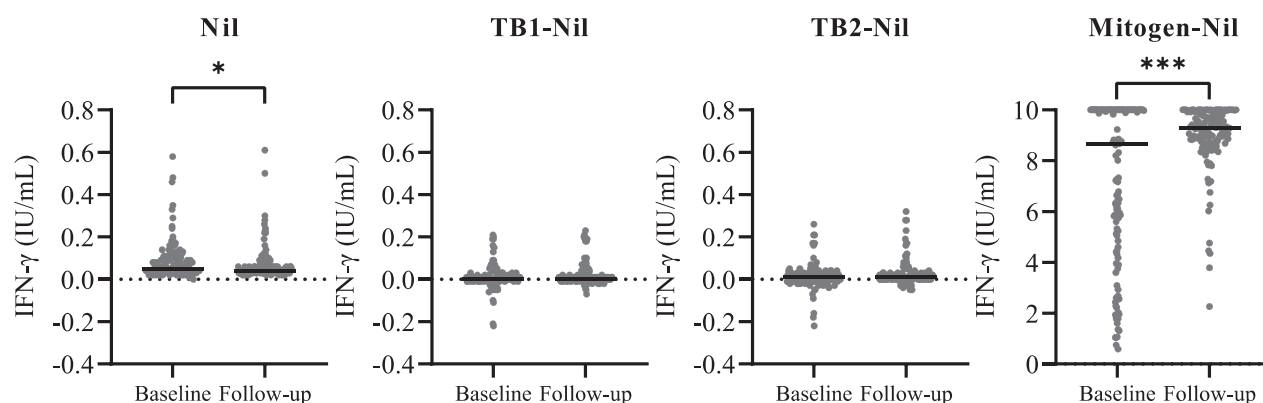 Nil
*
IFN-γ (IU/mL)
0.8
0.6
0.4
0.2
0.0
-0.2
-0.4
Baseline Follow-up
TB1-Nil
IFN-γ (IU/mL)
0.8
0.6
0.4
0.2
0.0
-0.2
-0.4
Baseline Follow-up
TB2-Nil
IFN-γ (IU/mL)
0.8
0.6
0.4
0.2
0.0
-0.2
-0.4
Baseline Follow-up
Mitogen-Nil
***
IFN-γ (IU/mL)
10
8
6
4
2
0
Baseline Follow-up